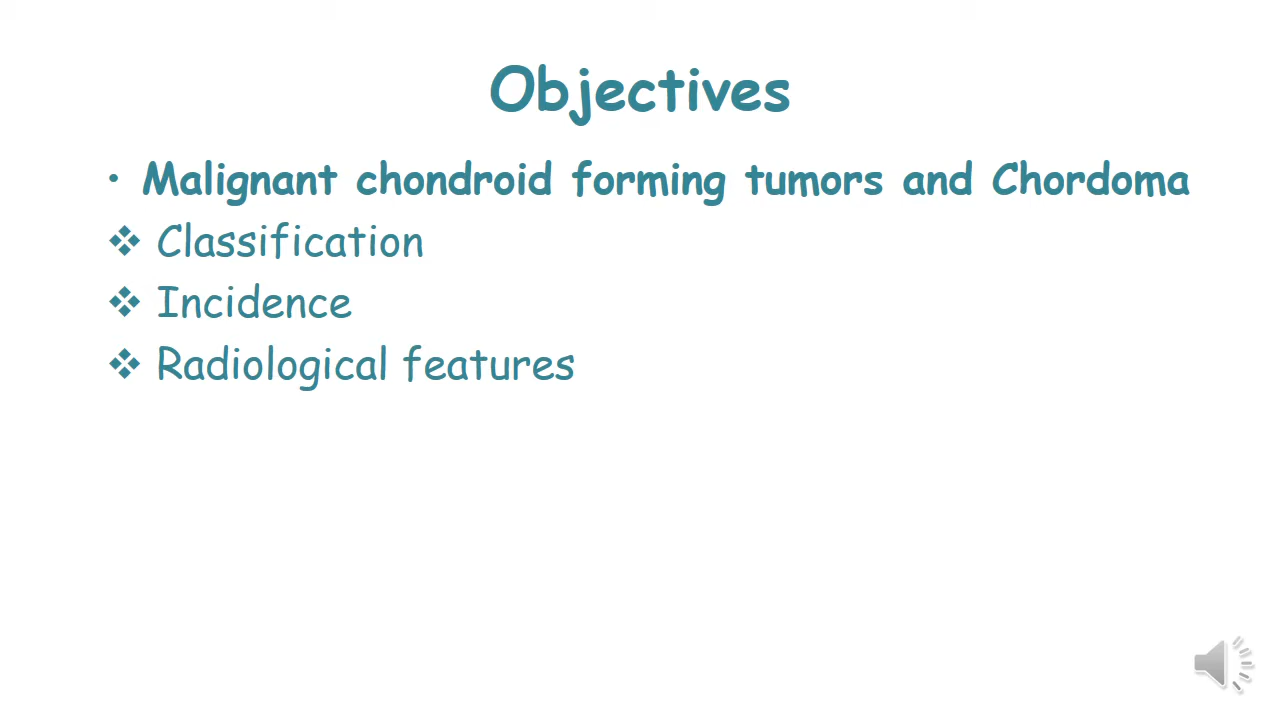 Objectives
• Malignant chondroid forming tumors and Chordoma
❖ Classification
❖ Incidence
❖ Radiological features